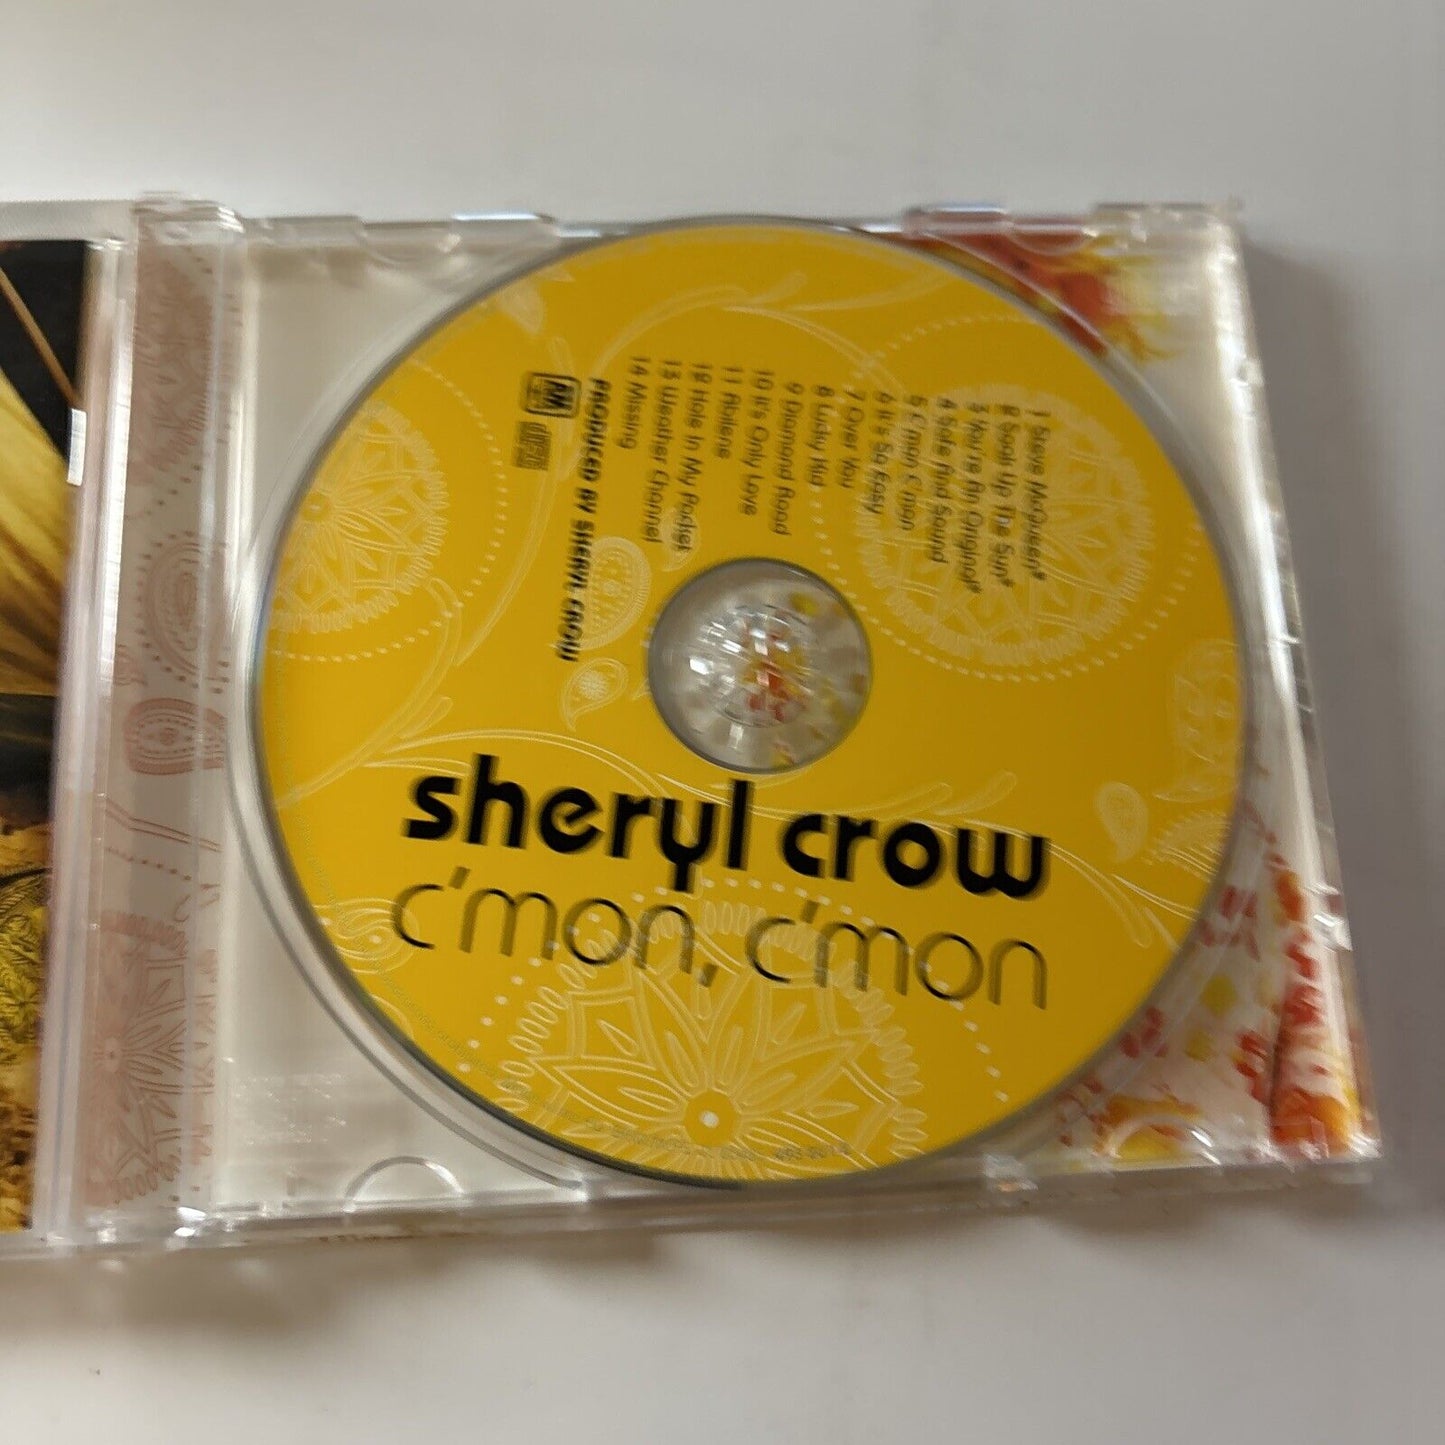 sheryl crow
c'mon, c'mon
1 Steve McQueen*
2 Soak Up The Sun*
3 You're An Original*
4 Safe And Sound
5 C'mon C'mon
6 It's So Easy
7 Over You
8 Lucky Kid
9 Diamond Road
10 It's Only Love
11 Abilene
12 Hole In My Pocket
13 Weather Channel
14 Missing
PRODUCED BY SHERYL CROW